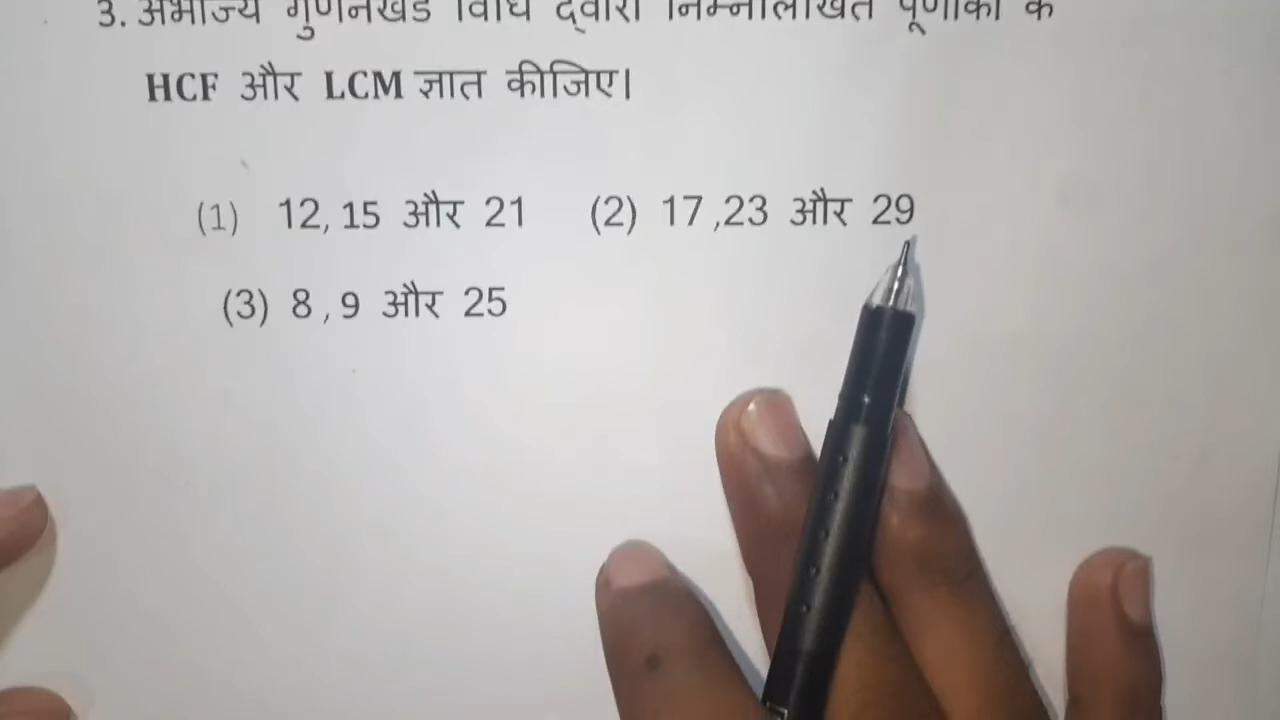 3. अभाज्य गुणनखंड विधि द्वारा निम्नलिखित पूर्णांकों के
HCF और LCM ज्ञात कीजिए।
(1) 12, 15 और 21 (2) 17 ,23 और 29
(3) 8 , 9 और 25